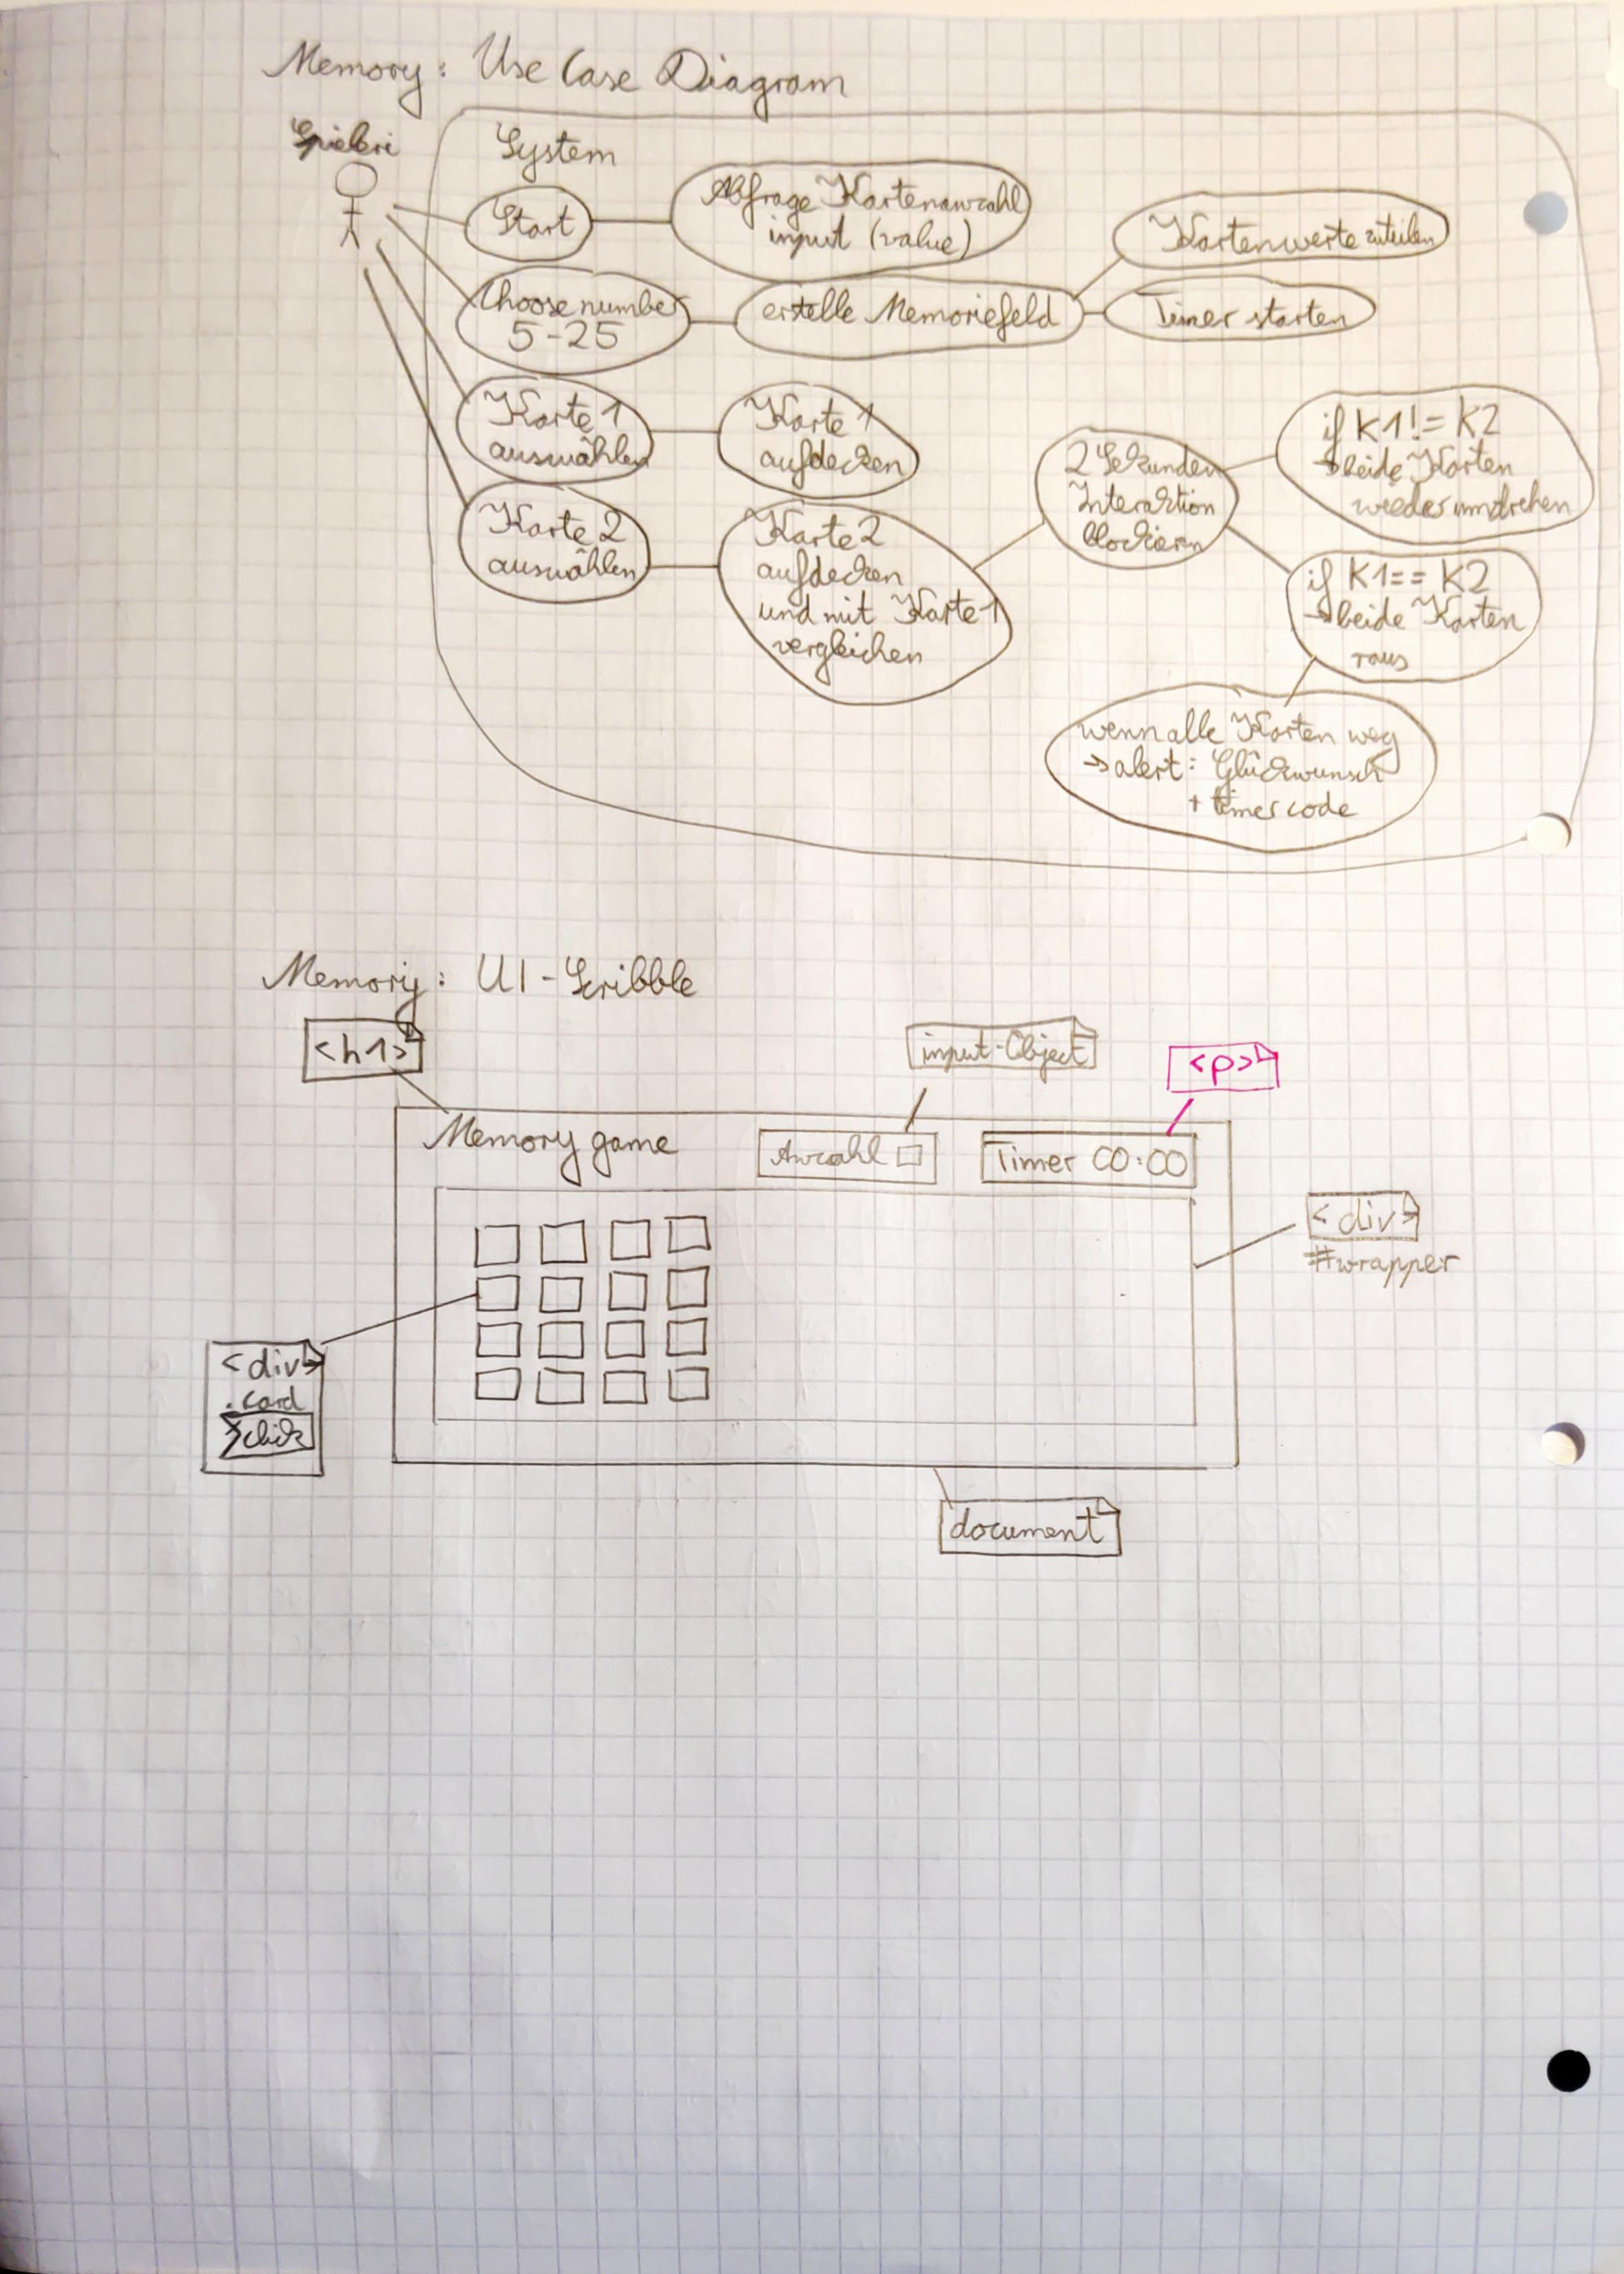 Memory: Use Case Diagram
Spieleri
System
Start
Abfrage Kartenanzahl
input (value)
Kartenwerte zuteilen
Choose number
5-25
erstelle Memoriefeld
Timer starten
Karte 1
auswählen
Karte 1
aufdecken
2 Sekunden
Interaktion
blockiern
if K1!= K2
→ beide Karten
wieder umdrehen
Karte 2
auswählen
Karte 2
aufdecken
und mit Karte 1
vergleichen
if K1== K2
→ beide Karten
raus
wenn alle Karten weg
→ alert: Glückwunsch
+ timer code
Memory: UI-Scribble
<h1>
input-Object
<p>
Memory game
Anzahl
Timer 00:00
<div>
#wrapper
<div>
.card
click
document